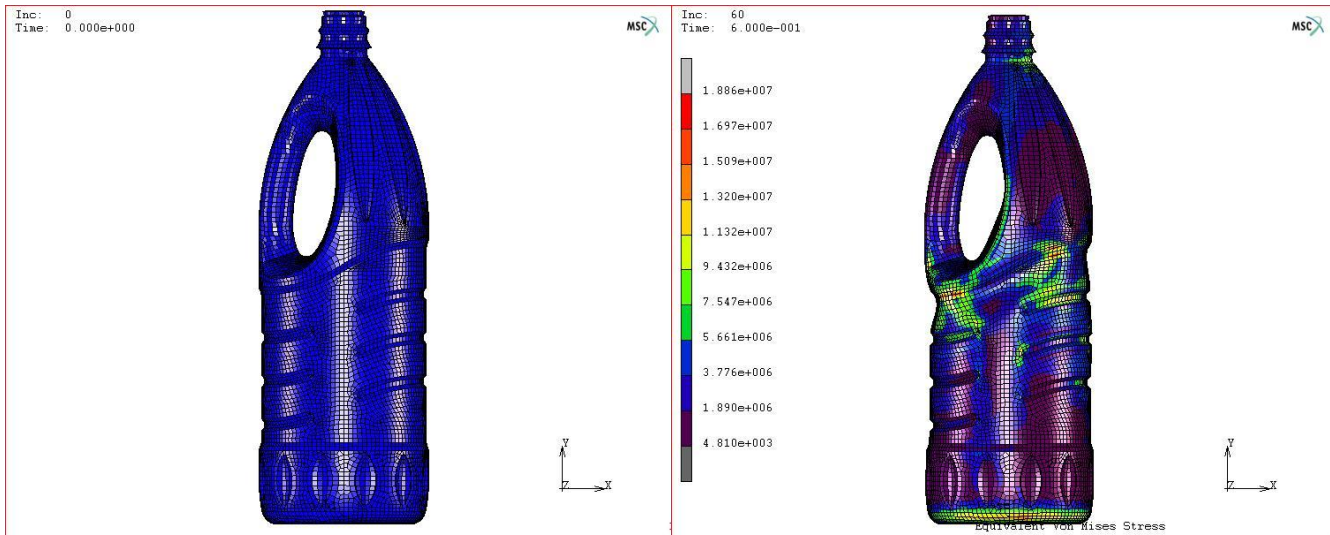 Inc: 0
Time: 0.000e+000
MSC
Y
Z X
Inc: 60
Time: 6.000e-001
MSC
1.886e+007
1.697e+007
1.509e+007
1.320e+007
1.132e+007
9.432e+006
7.547e+006
5.661e+006
3.776e+006
1.890e+006
4.810e+003
Y
Z X
Equivalent Von Mises Stress